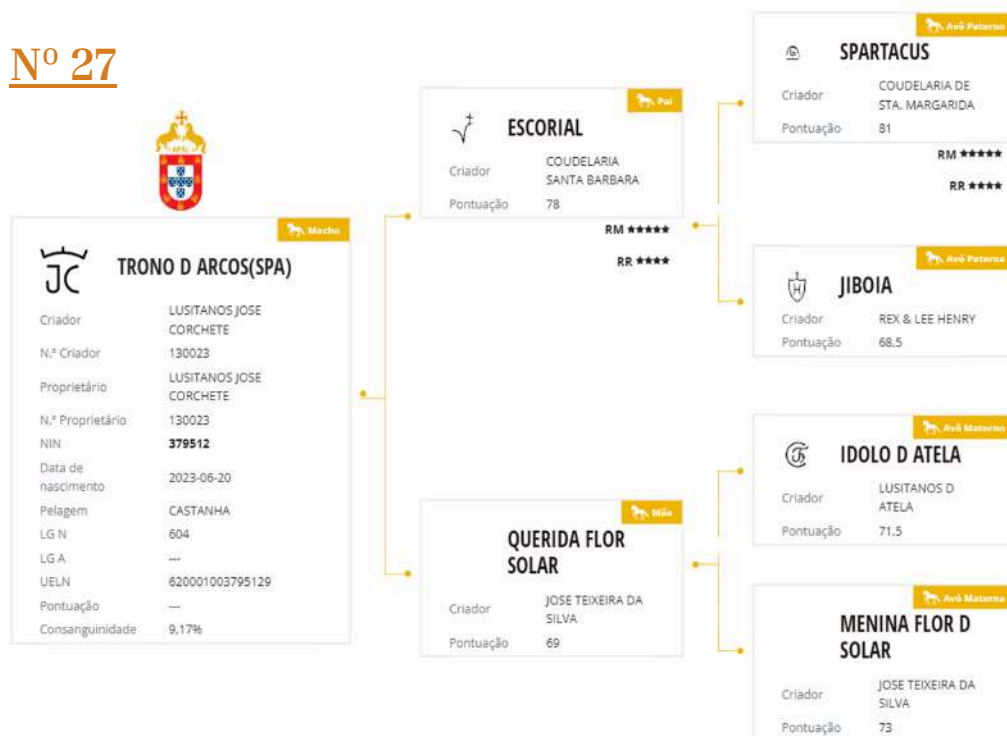 Nº 27
Macho
JC
TRONO D ARCOS(SPA)
Criador LUSITANOS JOSE
CORCHETE
N.º Criador 130023
Proprietário LUSITANOS JOSE
CORCHETE
N.º Proprietário 130023
NIN 379512
Data de
nascimento 2023-06-20
Pelagem CASTANHA
LG N 604
LG A ---
UELN 620001003795129
Pontuação ---
Consanguinidade 9,17%
Pai
ESCORIAL
Criador COUDELARIA
SANTA BARBARA
Pontuação 78
RM ★★★★★
RR ★★★★
Mãe
QUERIDA FLOR
SOLAR
Criador JOSE TEIXEIRA DA
SILVA
Pontuação 69
Avô Paterno
SPARTACUS
Criador COUDELARIA DE
STA. MARGARIDA
Pontuação 81
RM ★★★★★
RR ★★★★
Avó Paterna
H
JIBOIA
Criador REX & LEE HENRY
Pontuação 68,5
Avô Materno
IDOLO D ATELA
Criador LUSITANOS D
ATELA
Pontuação 71,5
Avó Materna
MENINA FLOR D
SOLAR
Criador JOSE TEIXEIRA DA
SILVA
Pontuação 73